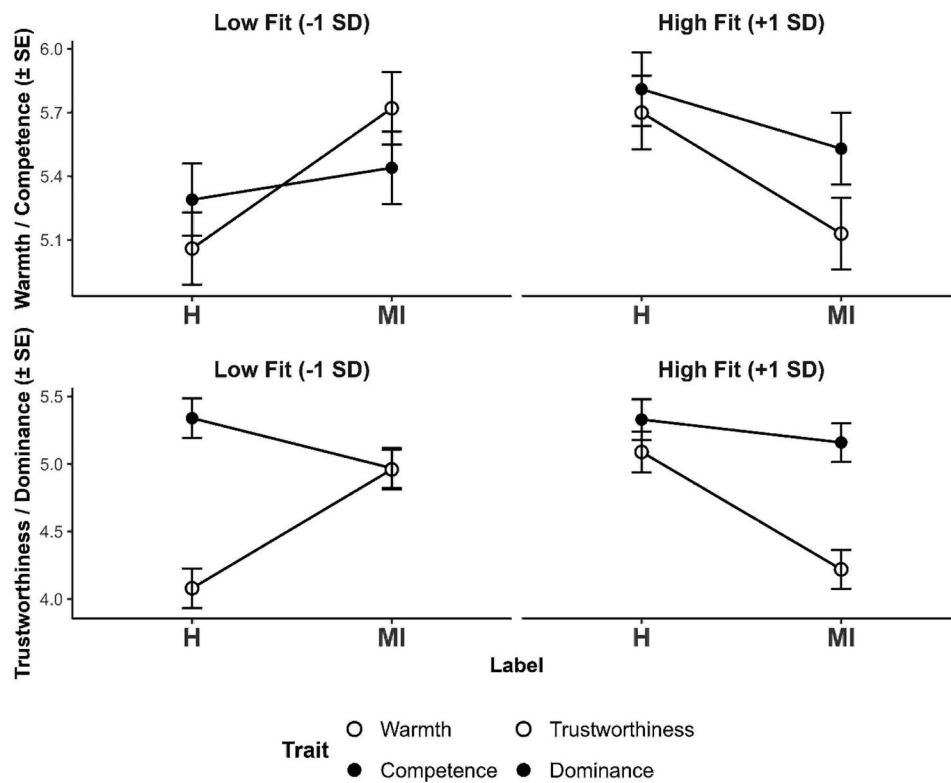 Low Fit (-1 SD)
High Fit (+1 SD)
Warmth / Competence (± SE)
6.0
5.7
5.4
5.1
H
MI
H
MI
Low Fit (-1 SD)
High Fit (+1 SD)
Trustworthiness / Dominance (± SE)
5.5
5.0
4.5
4.0
H
MI
H
MI
Label
Trait
Warmth
Trustworthiness
Competence
Dominance